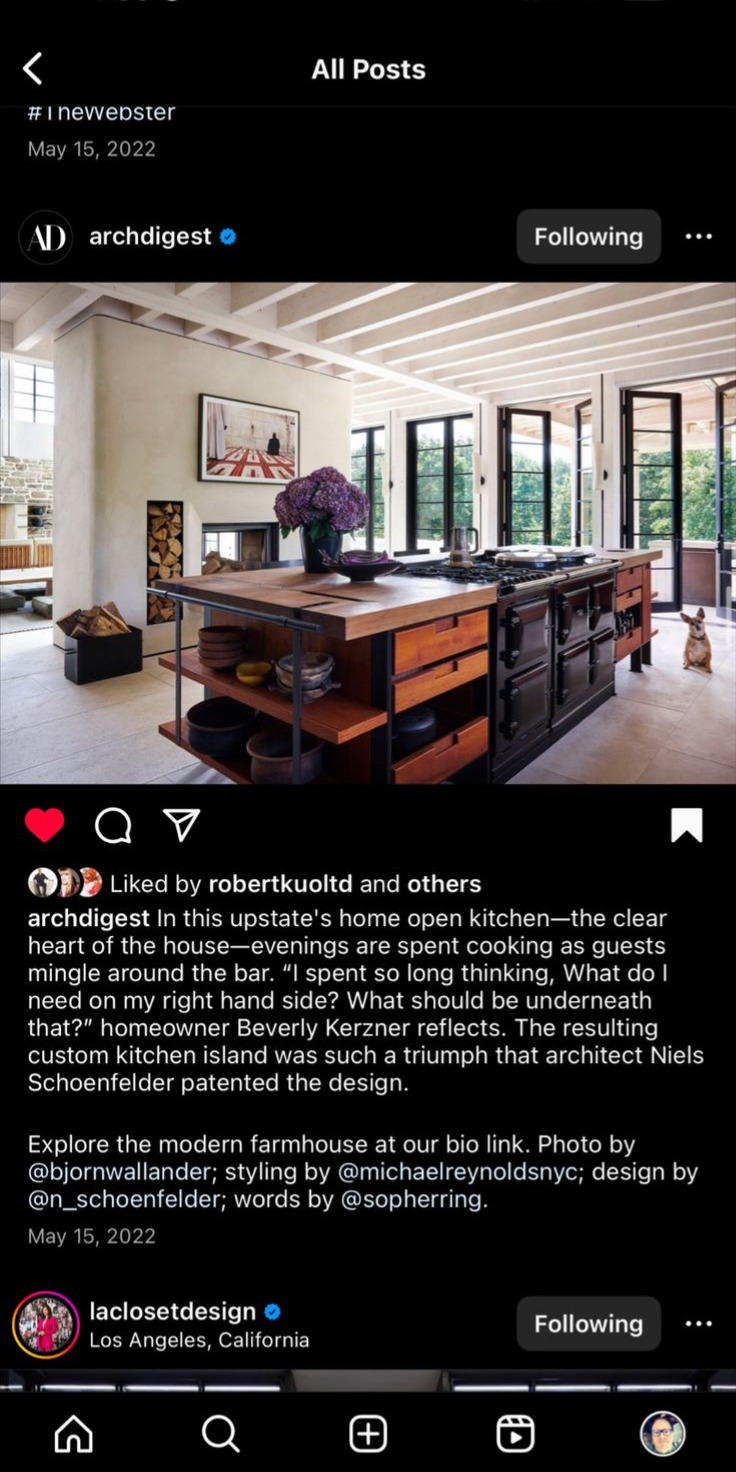 All Posts
#TheWebster
May 15, 2022
AD
archdigest
Following
Liked by robertkuoltd and others
archdigest In this upstate's home open kitchen—the clear
heart of the house—evenings are spent cooking as guests
mingle around the bar. “I spent so long thinking, What do I
need on my right hand side? What should be underneath
that?” homeowner Beverly Kerzner reflects. The resulting
custom kitchen island was such a triumph that architect Niels
Schoenfelder patented the design.
Explore the modern farmhouse at our bio link. Photo by
@bjornwallander; styling by @michaelreynoldsnyc; design by
@n_schoenfelder; words by @sopherring.
May 15, 2022
laclosetdesign
Following
Los Angeles, California